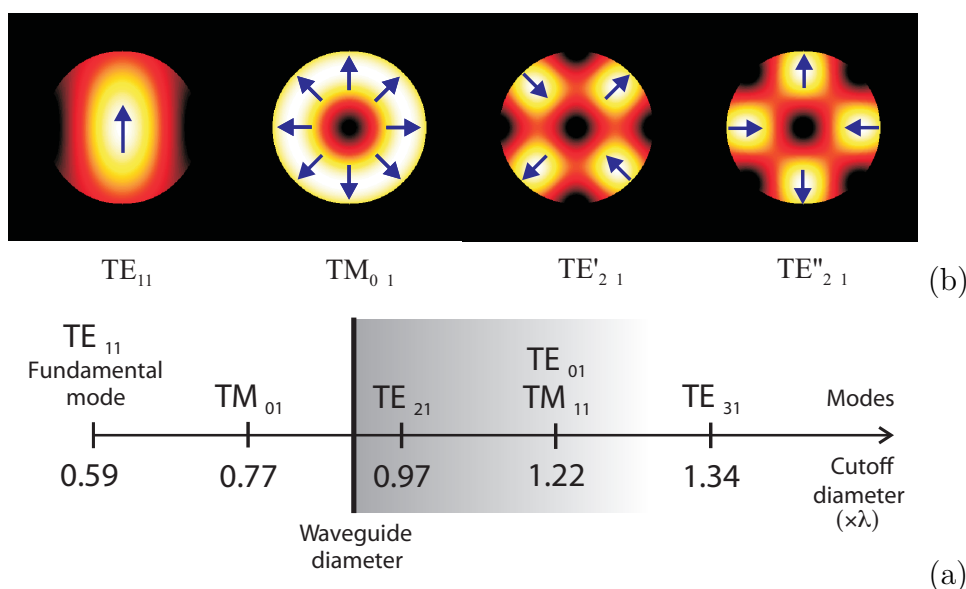 TE11 TM0 1 TE'2 1 TE"2 1
(b)
TE 11
Fundamental
mode
TM 01
TE 21
TE 01
TM 11
TE 31
Modes
0.59 0.77 0.97 1.22 1.34
Cutoff
diameter
(×λ)
Waveguide
diameter
(a)